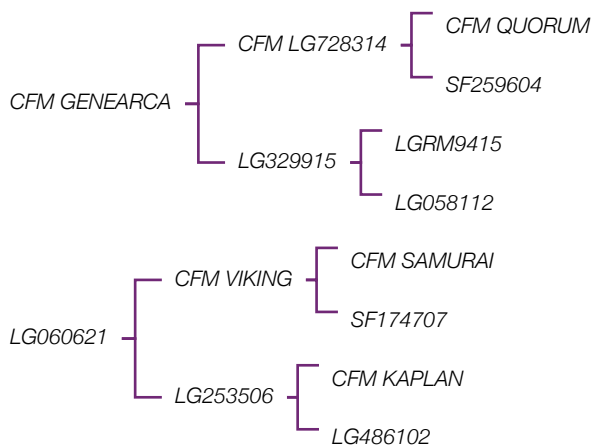 CFM QUORUM
CFM LG728314
SF259604
CFM GENEARCA
LGRM9415
LG329915
LG058112
CFM SAMURAI
CFM VIKING
SF174707
LG060621
CFM KAPLAN
LG253506
LG486102